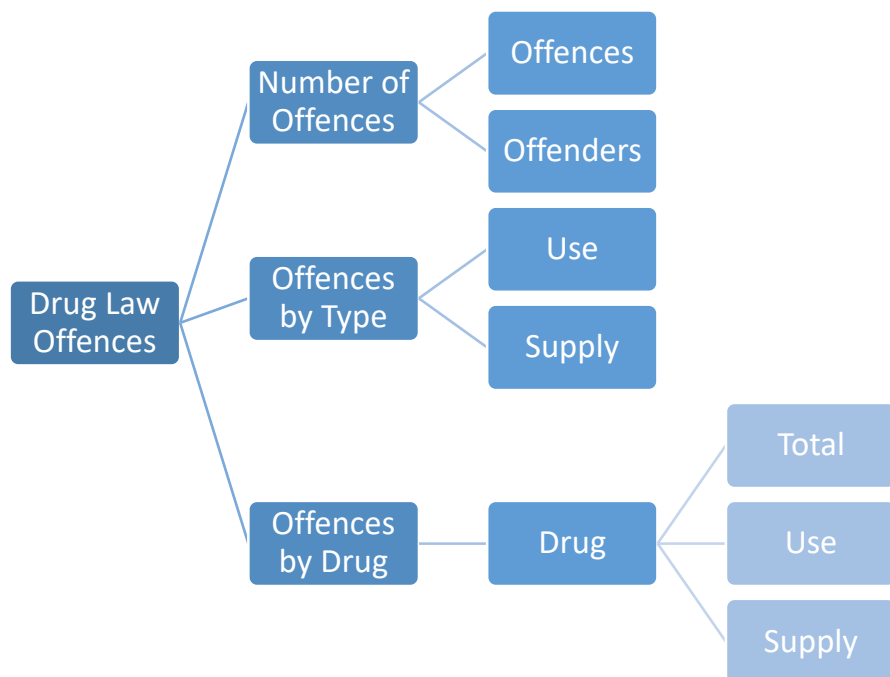 Drug Law
Offences
Number of
Offences
Offences
Offenders
Offences
by Type
Use
Supply
Offences
by Drug
Drug
Total
Use
Supply